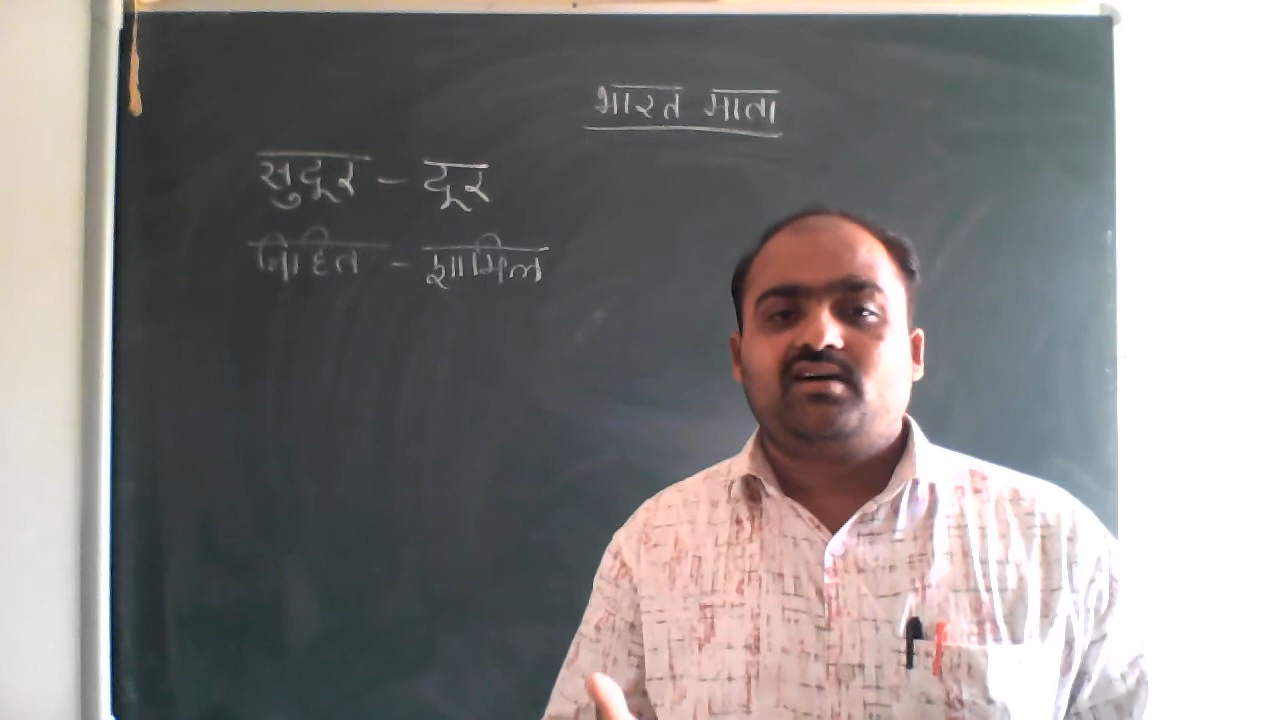 भारत माता
सुदूर – दूर
निहित – शामिल